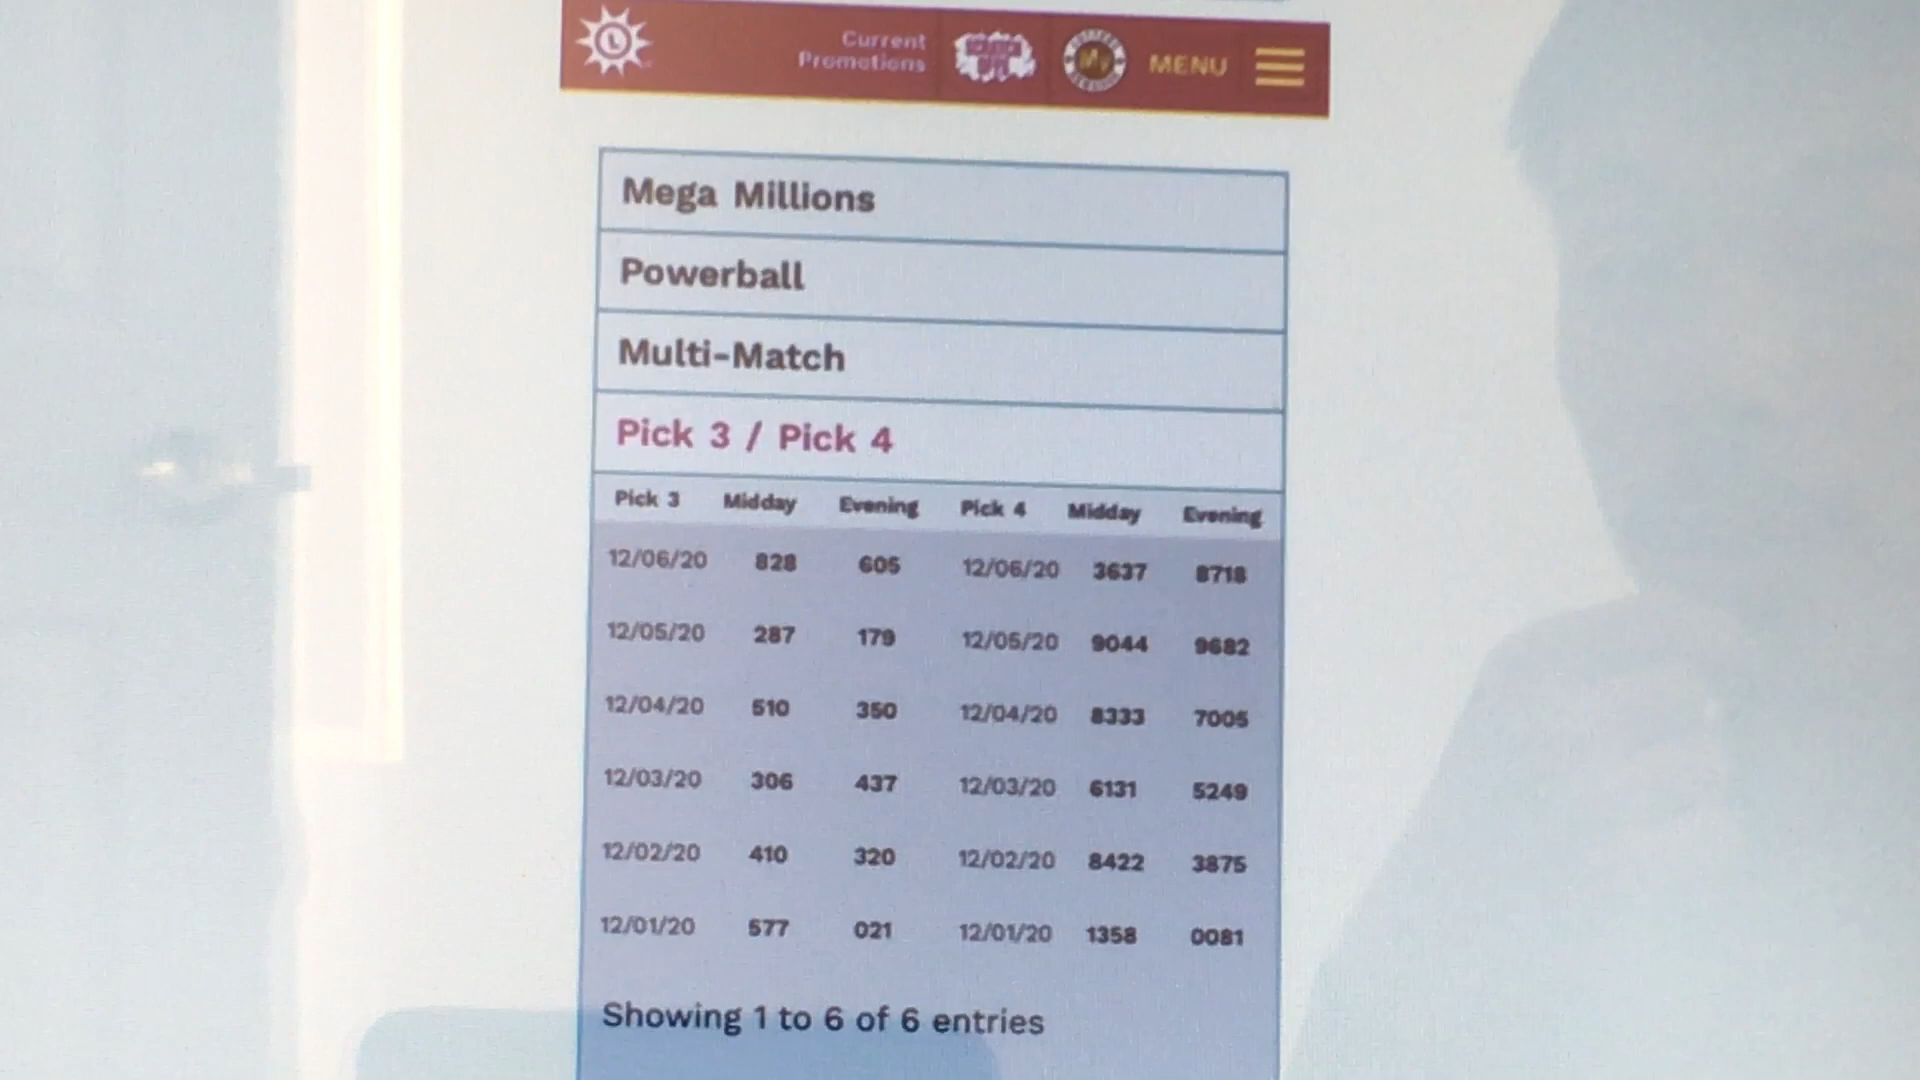 Current
Promotions
MENU
Mega Millions
Powerball
Multi-Match
Pick 3 / Pick 4
Pick 3 Midday Evening Pick 4 Midday Evening
12/06/20 828 605 12/06/20 3637 8718
12/05/20 287 179 12/05/20 9044 9682
12/04/20 510 350 12/04/20 8333 7005
12/03/20 306 437 12/03/20 6131 5249
12/02/20 410 320 12/02/20 8422 3875
12/01/20 577 021 12/01/20 1358 0081
Showing 1 to 6 of 6 entries